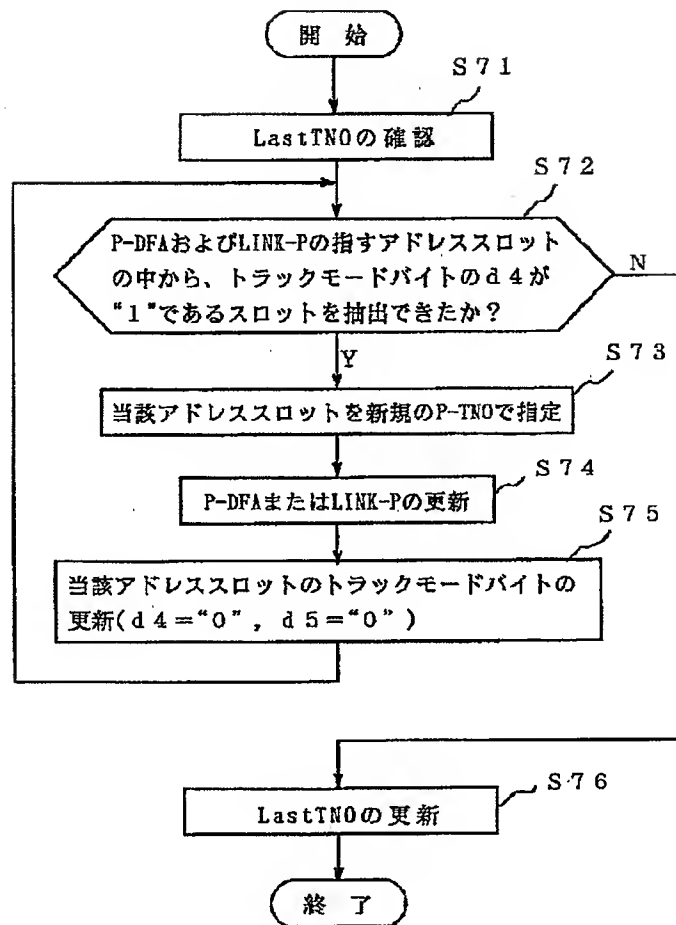 開 始
S71
LastTNOの確認
S72
P-DFAおよびLINK-Pの指すアドレススロット
の中から、トラックモードバイトのd4が
“1”であるスロットを抽出できたか?
N
Y
S73
当該アドレススロットを新規のP-TNOで指定
S74
P-DFAまたはLINK-Pの更新
S75
当該アドレススロットのトラックモードバイトの
更新(d4=“0”, d5=“0”)
S76
LastTNOの更新
終 了